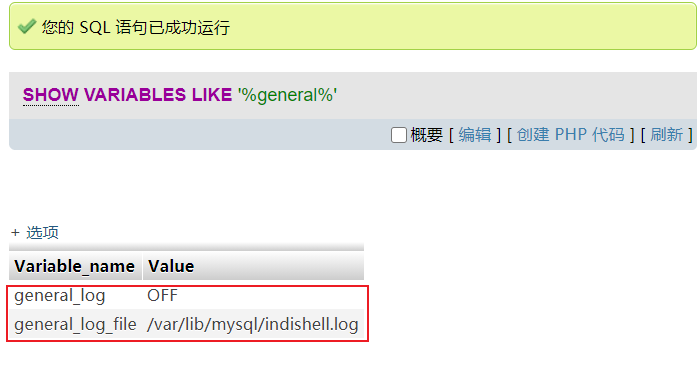 您的 SQL 语句已成功运行
SHOW VARIABLES LIKE '%general%'
概要 [ 编辑 ] [ 创建 PHP 代码 ] [ 刷新 ]
+ 选项
Variable_name Value
general_log OFF
general_log_file /var/lib/mysql/indishell.log